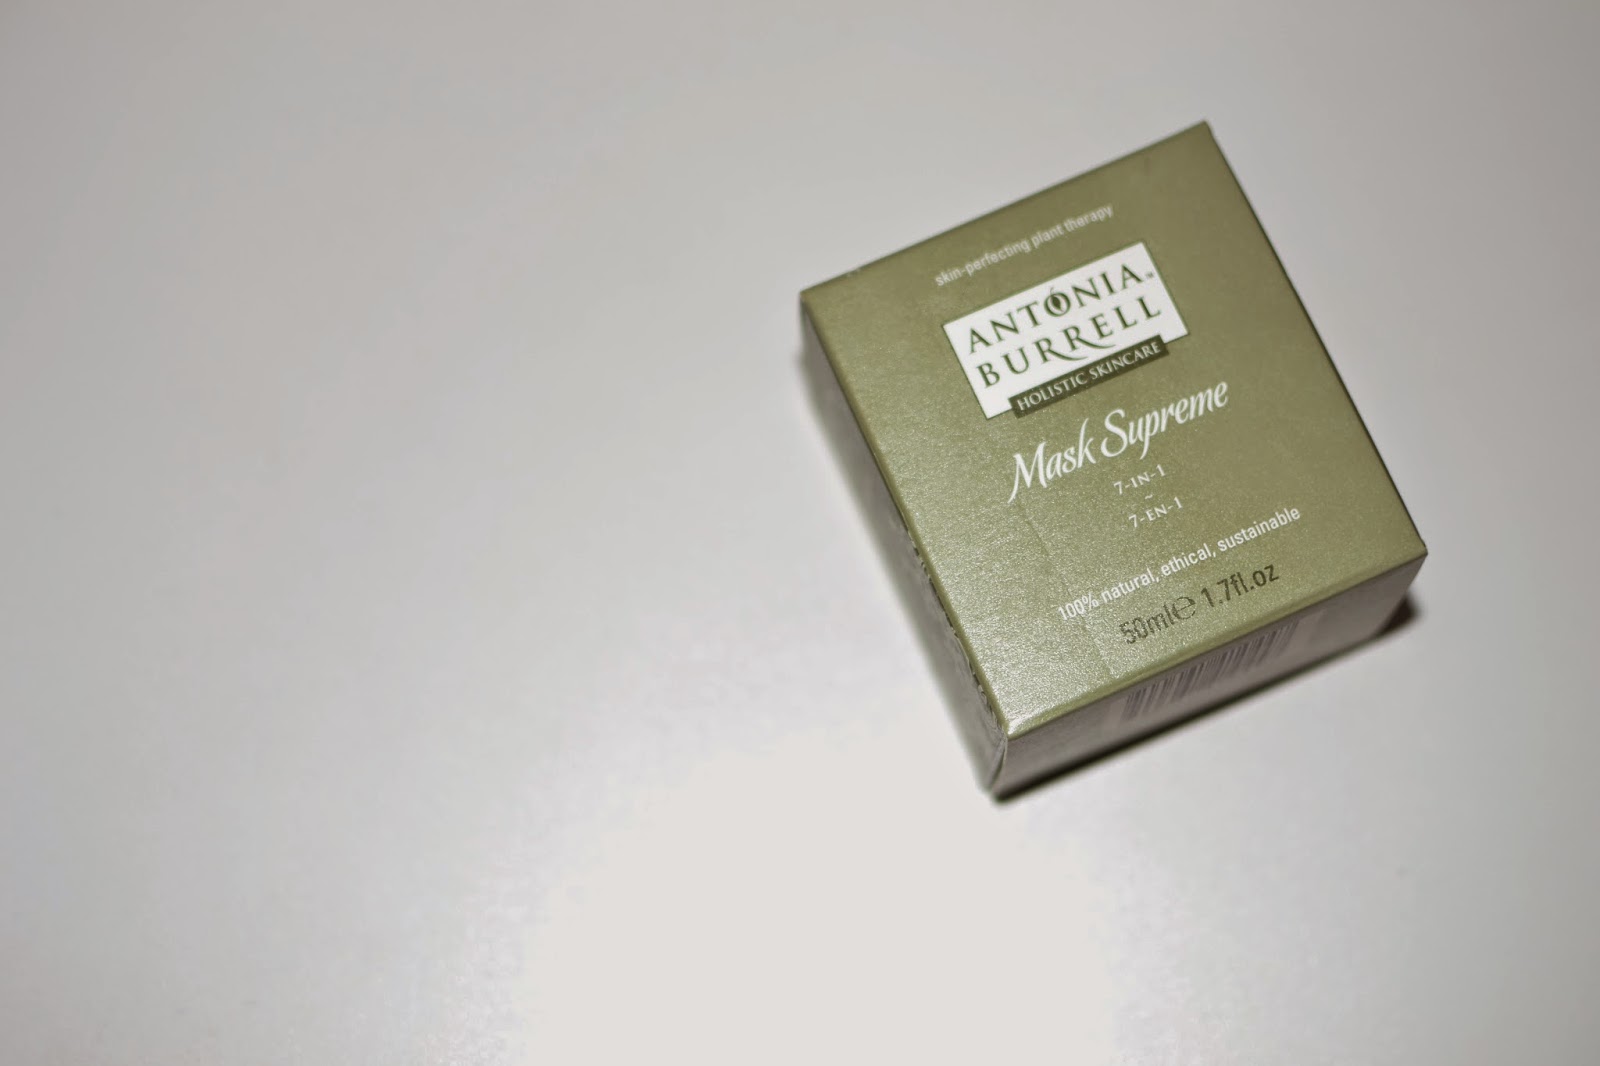 skin-perfecting plant therapy
ANTÓNIA™
BURRELL
HOLISTIC SKINCARE
Mask Supreme
7-IN-1
~
7-EN-1
100% natural, ethical, sustainable
50ml℮ 1.7fl.oz